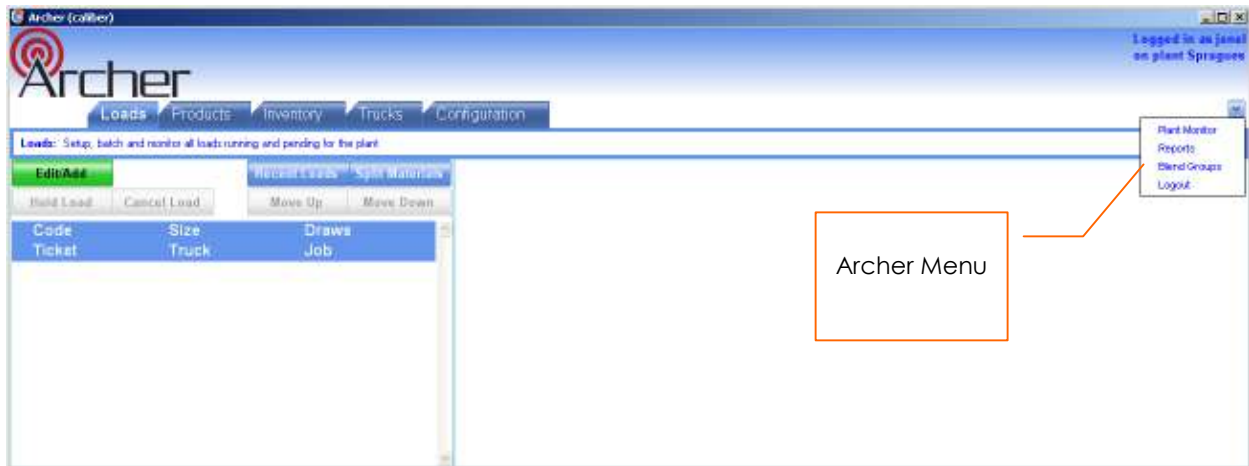 Archer (caliber)
Logged in as janal
on plant Spragues
Archer
Loads Products Inventory Trucks Configuration
Loads: Setup, batch and monitor all loads running and pending for the plant
Plant Monitor
Reports
Blend Groups
Logout
Edit/Add Recent Loads Split Materials
Hold Load Cancel Load Move Up Move Down
Code Size Draws
Ticket Truck Job
Archer Menu